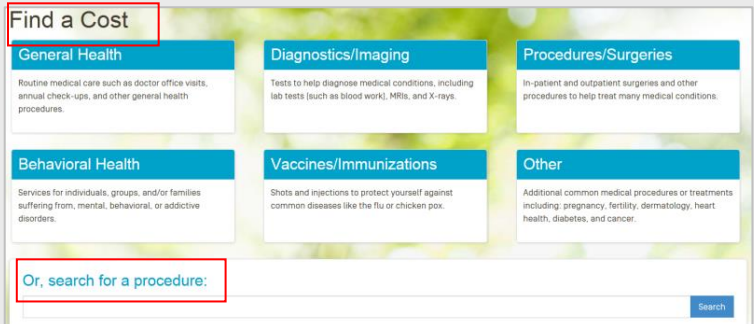 Find a Cost
General Health
Routine medical care such as doctor office visits,
annual check-ups, and other general health
procedures.
Diagnostics/Imaging
Tests to help diagnose medical conditions, including
lab tests (such as blood work), MRIs, and X-rays.
Procedures/Surgeries
In-patient and outpatient surgeries and other
procedures to help treat many medical conditions.
Behavioral Health
Services for individuals, groups, and/or families
suffering from, mental, behavioral, or addictive
disorders.
Vaccines/Immunizations
Shots and injections to protect yourself against
common diseases like the flu or chicken pox.
Other
Additional common medical procedures or treatments
including: pregnancy, fertility, dermatology, heart
health, diabetes, and cancer.
Or, search for a procedure:
Search